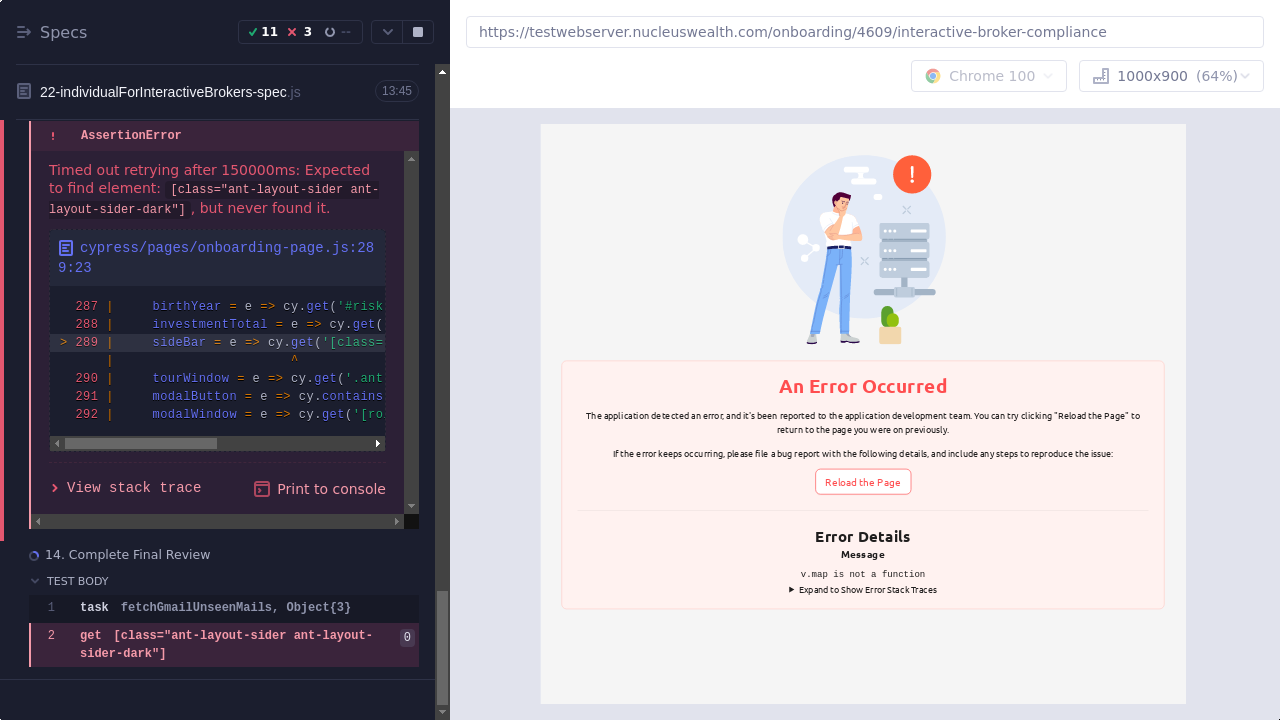 Specs
11 3 --
22-individualForInteractiveBrokers-spec.js 13:45
! AssertionError
Timed out retrying after 150000ms: Expected
to find element: [class="ant-
layout-sider-dark"], but never found it.
cypress/pages/onboarding-page.js:28
9:23
287 | birthYear = e => cy.get('#risk
288 | investmentTotal = e => cy.get(
> 289 | sideBar = e => cy.get('[class=
| ^
290 | tourWindow = e => cy.get('.ant
291 | modalButton = e => cy.contains
292 | modalWindow = e => cy.get('[ro
View stack trace
Print to console
14. Complete Final Review
TEST BODY
1 task fetchGmailUnseenMails, Object{3}
2 get [class="ant-layout-sider ant-layout-
sider-dark"] 0
https://testwebserver.nucleuswealth.com/onboarding/4609/interactive-broker-compliance
Chrome 100
1000x900 (64%)
An Error Occurred
The application detected an error, and it's been reported to the application development team. You can try clicking "Reload the Page" to
return to the page you were on previously.
If the error keeps occurring, please file a bug report with the following details, and include any steps to reproduce the issue:
Reload the Page
Error Details
Message
v.map is not a function
Expand to Show Error Stack Traces